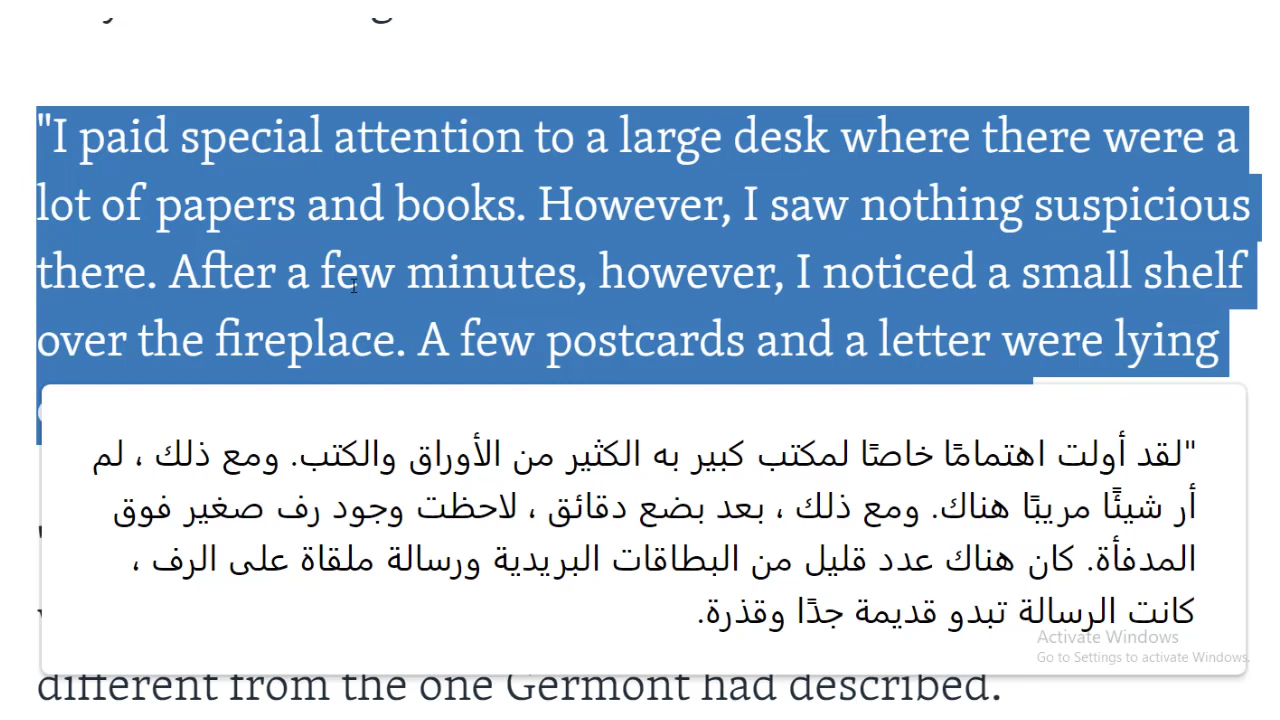 "I paid special attention to a large desk where there were a
lot of papers and books. However, I saw nothing suspicious
there. After a few minutes, however, I noticed a small shelf
over the fireplace. A few postcards and a letter were lying
"لقد أولت اهتمامًا خاصًا لمكتب كبير به الكثير من الأوراق والكتب. ومع ذلك ، لم
أر شيئًا مريبًا هناك. ومع ذلك ، بعد بضع دقائق ، لاحظت وجود رف صغير فوق
المدفأة. كان هناك عدد قليل من البطاقات البريدية ورسالة ملقاة على الرف ،
كانت الرسالة تبدو قديمة جدًا وقذرة.
Activate Windows
Go to Settings to activate Windows.
different from the one Germont had described.